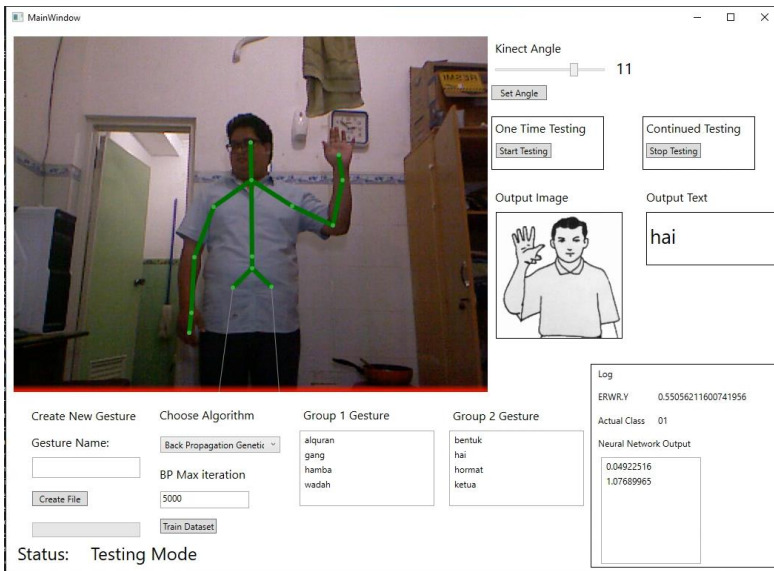 MainWindow
Kinect Angle
11
Set Angle
One Time Testing
Start Testing
Continued Testing
Stop Testing
Output Image
Output Text
hai
Log
ERWR.Y 0.55056211600741956
Actual Class 01
Neural Network Output
0.04922516
1.07689965
Create New Gesture
Gesture Name:
Create File
Choose Algorithm
Back Propagation Genetic
BP Max iteration
5000
Train Dataset
Group 1 Gesture
alquran
gang
hamba
wadah
Group 2 Gesture
bentuk
hai
hormat
ketua
Status: Testing Mode